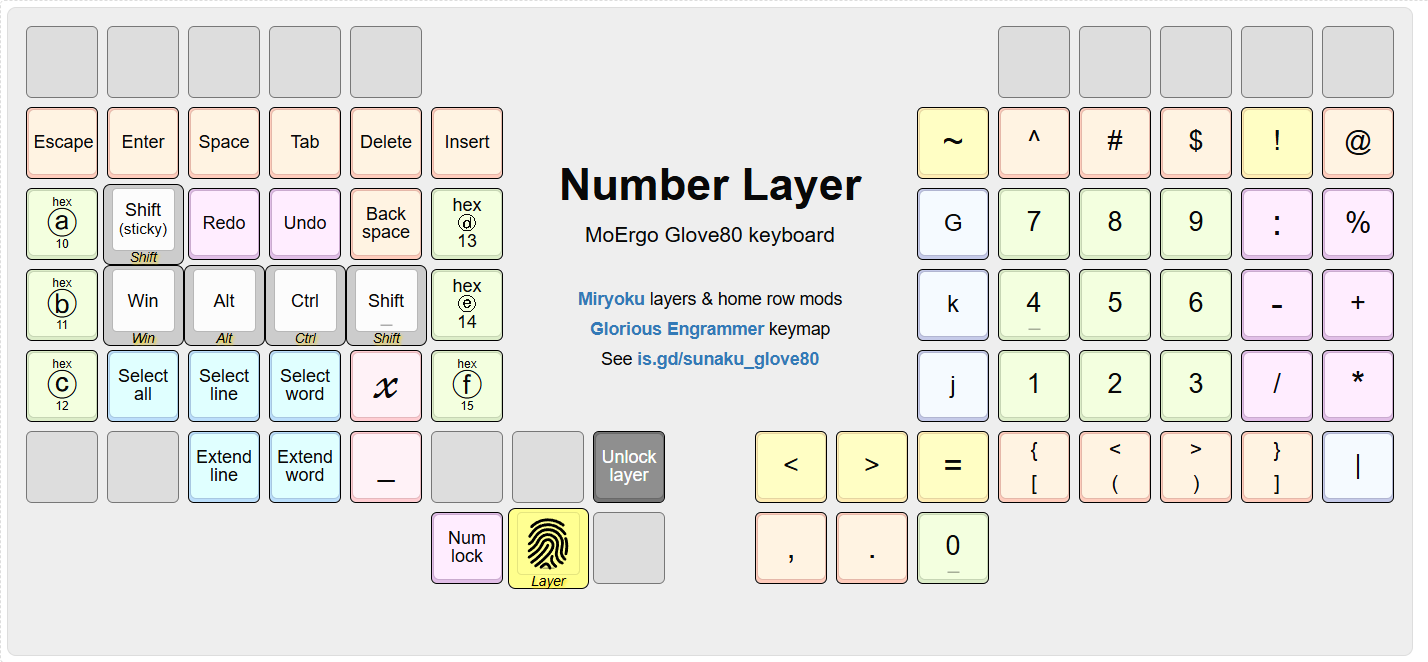 Escape Enter Space Tab Delete Insert ~ ^ # $ ! @
Number Layer
MoErgo Glove80 keyboard
hex
a
10
Shift
(sticky)
Shift
Redo
Undo
Back
space
hex
d
13
G 7 8 9 : %
hex
b
11
Win
Win
Alt
Alt
Ctrl
Ctrl
Shift
_
Shift
hex
e
14
Miryoku layers & home row mods
Glorious Engrammer keymap
See is.gd/sunaku_glove80
k 4 5 6 - +
_
hex
c
12
Select
all
Select
line
Select
word
x
hex
f
15
j 1 2 3 / *
Extend
line
Extend
word
_
Unlock
layer
< > =
{
[
<
(
>
)
}
]
|
Num
lock
Layer
, . 0
_